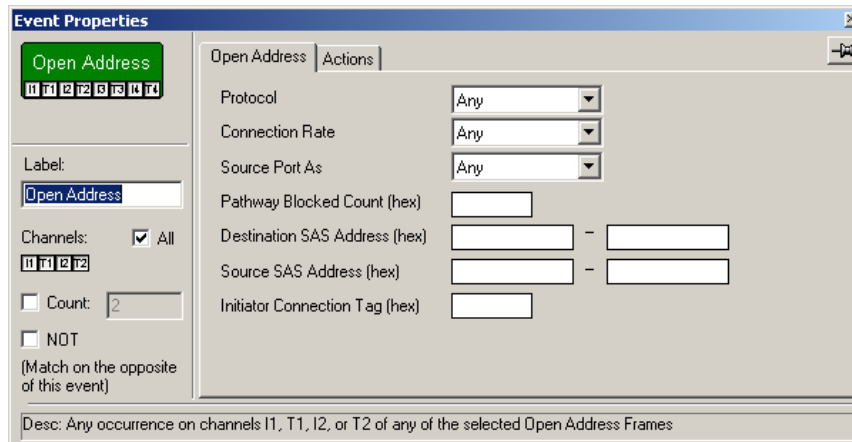 Event Properties
Open Address
I1 T1 I2 T2 I3 T3 I4 T4
Label:
Open Address
Channels: All
I1 T1 I2 T2
Count: 2
NOT
(Match on the opposite
of this event)
Open Address Actions
Protocol Any
Connection Rate Any
Source Port As Any
Pathway Blocked Count (hex)
Destination SAS Address (hex) –
Source SAS Address (hex) –
Initiator Connection Tag (hex)
Desc: Any occurrence on channels I1, T1, I2, or T2 of any of the selected Open Address Frames